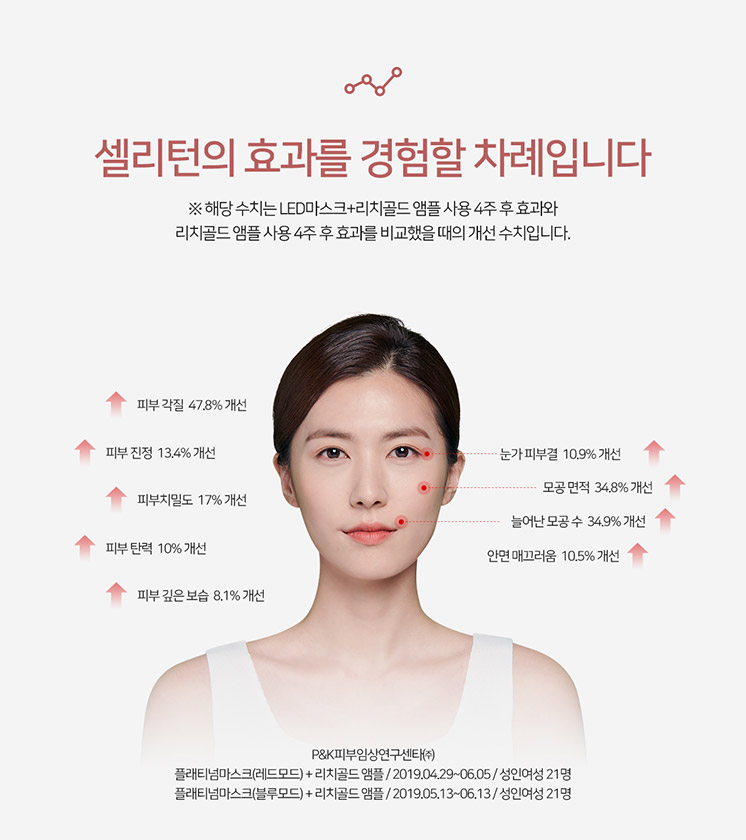 셀리턴의 효과를 경험할 차례입니다
※ 해당 수치는 LED마스크+리치골드 앰플 사용 4주 후 효과와
리치골드 앰플 사용 4주 후 효과를 비교했을 때의 개선 수치입니다.
피부 각질 47.8% 개선
피부 진정 13.4% 개선
피부치밀도 17% 개선
피부 탄력 10% 개선
피부 깊은 보습 8.1% 개선
눈가 피부결 10.9% 개선
모공 면적 34.8% 개선
늘어난 모공 수 34.9% 개선
안면 매끄러움 10.5% 개선
P&K피부임상연구센타㈜
플래티넘마스크(레드모드) + 리치골드 앰플 / 2019.04.29~06.05 / 성인여성 21명
플래티넘마스크(블루모드) + 리치골드 앰플 / 2019.05.13~06.13 / 성인여성 21명